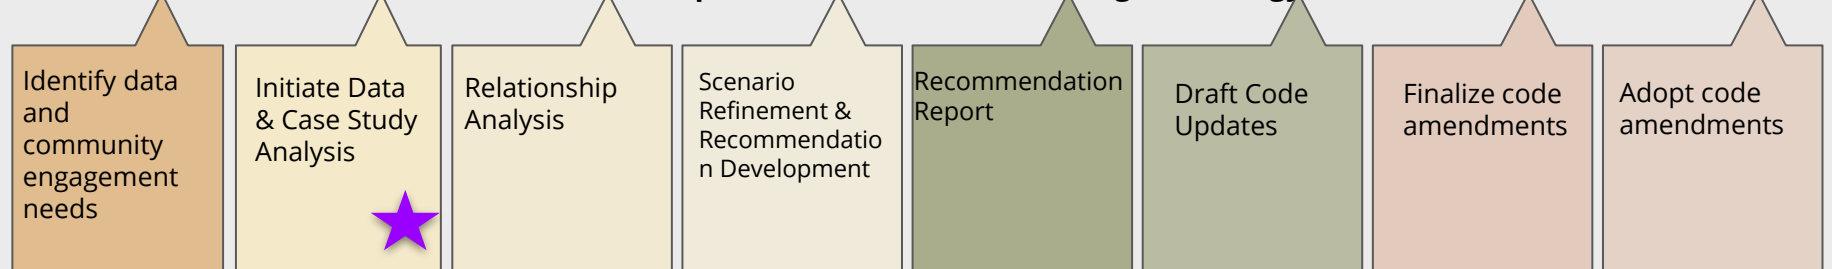 Identify data
and
community
engagement
needs
Initiate Data
& Case Study
Analysis
Relationship
Analysis
Scenario
Refinement &
Recommendatio
n Development
Recommendation
Report
Draft Code
Updates
Finalize code
amendments
Adopt code
amendments